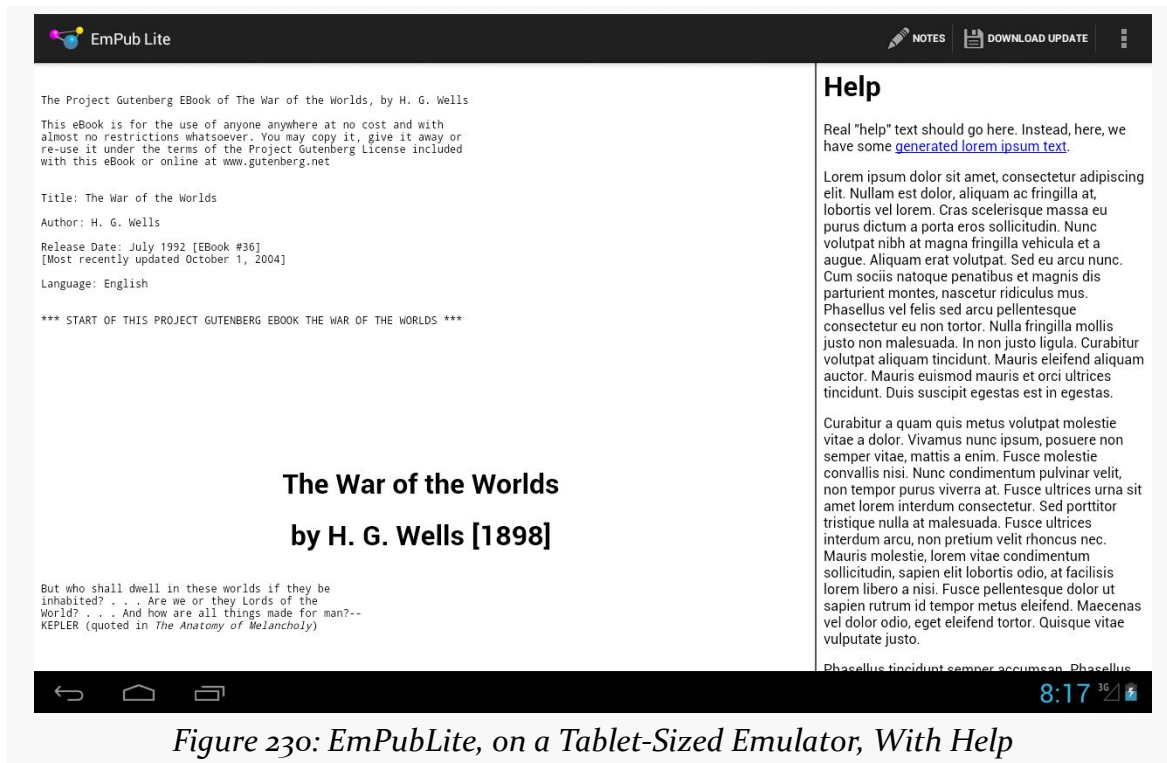 EmPub Lite
NOTES
DOWNLOAD UPDATE
The Project Gutenberg EBook of The War of the Worlds, by H. G. Wells
This eBook is for the use of anyone anywhere at no cost and with
almost no restrictions whatsoever. You may copy it, give it away or
re-use it under the terms of the Project Gutenberg License included
with this eBook or online at www.gutenberg.net
Title: The War of the Worlds
Author: H. G. Wells
Release Date: July 1992 [EBook #36]
[Most recently updated October 1, 2004]
Language: English
*** START OF THIS PROJECT GUTENBERG EBOOK THE WAR OF THE WORLDS ***
The War of the Worlds
by H. G. Wells [1898]
But who shall dwell in these worlds if they be
inhabited? . . . Are we or they Lords of the
World? . . . And how are all things made for man?--
KEPLER (quoted in The Anatomy of Melancholy)
Help
Real "help" text should go here. Instead, here, we
have some generated lorem ipsum text.
Lorem ipsum dolor sit amet, consectetur adipiscing
elit. Nullam est dolor, aliquam ac fringilla at,
lobortis vel lorem. Cras scelerisque massa eu
purus dictum a porta eros sollicitudin. Nunc
volutpat nibh at magna fringilla vehicula et a
augue. Aliquam erat volutpat. Sed eu arcu nunc.
Cum sociis natoque penatibus et magnis dis
parturient montes, nascetur ridiculus mus.
Phasellus vel felis sed arcu pellentesque
consectetur eu non tortor. Nulla fringilla mollis
justo non malesuada. In non justo ligula. Curabitur
volutpat aliquam tincidunt. Mauris eleifend aliquam
auctor. Mauris euismod mauris et orci ultrices
tincidunt. Duis suscipit egestas est in egestas.
Curabitur a quam quis metus volutpat molestie
vitae a dolor. Vivamus nunc ipsum, posuere non
semper vitae, mattis a enim. Fusce molestie
convallis nisi. Nunc condimentum pulvinar velit,
non tempor purus viverra at. Fusce ultrices urna sit
amet lorem interdum consectetur. Sed porttitor
tristique nulla at malesuada. Fusce ultrices
interdum arcu, non pretium velit rhoncus nec.
Mauris molestie, lorem vitae condimentum
sollicitudin, sapien elit lobortis odio, at facilisis
lorem libero a nisi. Fusce pellentesque dolor ut
sapien rutrum id tempor metus eleifend. Maecenas
vel dolor odio, eget eleifend tortor. Quisque vitae
vulputate justo.
Phasellus tincidunt semper accumsan. Phasellus
8:17 3G
Figure 230: EmPubLite, on a Tablet-Sized Emulator, With Help